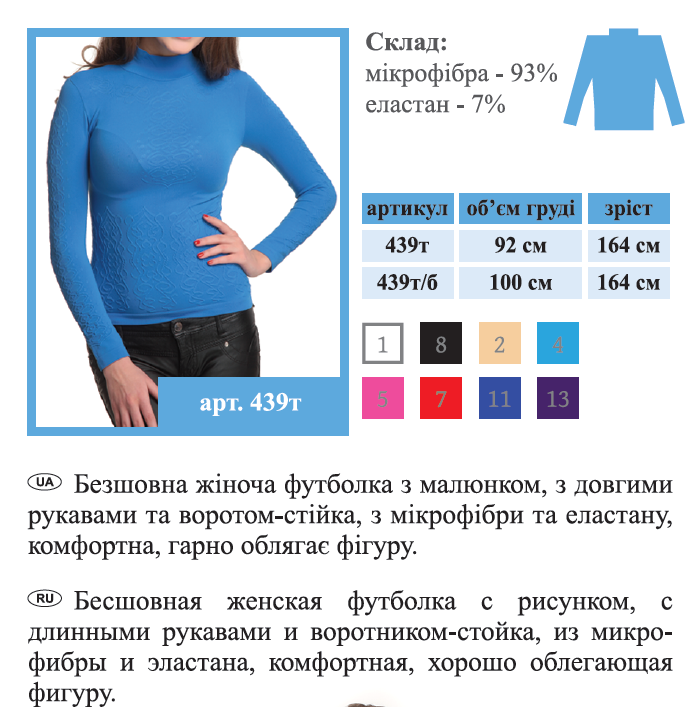 Склад:
мікрофібра - 93%
еластан - 7%
артикул об’єм груді зріст
439т 92 см 164 см
439т/б 100 см 164 см
1 8 2 4
5 7 11 13
арт. 439т
UA Безшовна жіноча футболка з малюнком, з довгими
рукавами та воротом-стійка, з мікрофібри та еластану,
комфортна, гарно облягає фігуру.
RU Бесшовная женская футболка с рисунком, с
длинными рукавами и воротником-стойка, из микро-
фибры и эластана, комфортная, хорошо облегающая
фигуру.